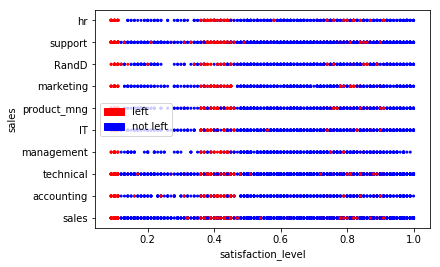 hr
support
RandD
marketing
product_mng
IT
management
technical
accounting
sales
sales
left
not left
0.2
0.4
0.6
0.8
1.0
satisfaction_level